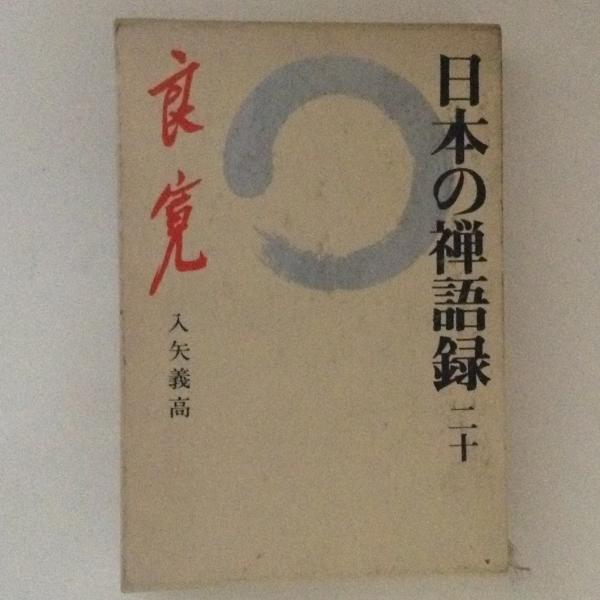 日本の禅語録 二十
良寛
入矢義高